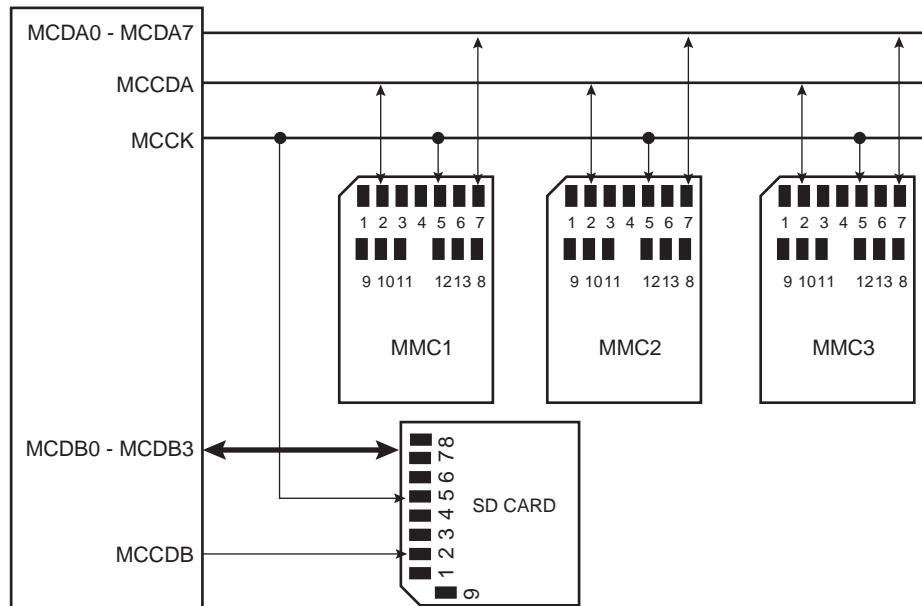 MCDA0 - MCDA7
MCCDA
MCCK
1 2 3 4 5 6 7
9 10 11 12 13 8
MMC1
1 2 3 4 5 6 7
9 10 11 12 13 8
MMC2
1 2 3 4 5 6 7
9 10 11 12 13 8
MMC3
MCDB0 - MCDB3
MCCDB
1 2 3 4 5 6 7 8
9
SD CARD